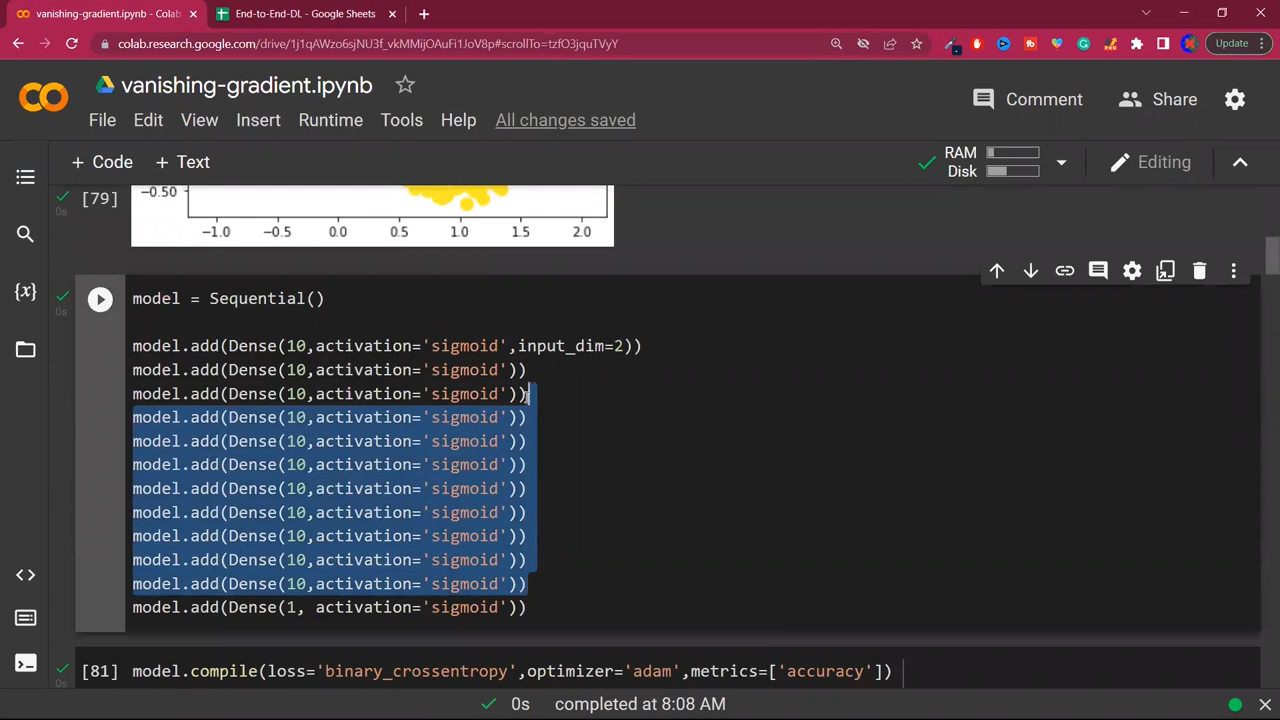 vanishing-gradient.ipynb - Colab
End-to-End-DL - Google Sheets
colab.research.google.com/drive/1j1qAWzo6sjNU3f_vkMMijOAuFi1JoV8p#scrollTo=tzfO3jquTVyY
Update
vanishing-gradient.ipynb
Comment
Share
File Edit View Insert Runtime Tools Help All changes saved
+ Code + Text
RAM
Disk
Editing
[79]
0s
−0.50
−1.0 −0.5 0.0 0.5 1.0 1.5 2.0
0s
model = Sequential()
model.add(Dense(10,activation='sigmoid',input_dim=2))
model.add(Dense(10,activation='sigmoid'))
model.add(Dense(10,activation='sigmoid'))
model.add(Dense(10,activation='sigmoid'))
model.add(Dense(10,activation='sigmoid'))
model.add(Dense(10,activation='sigmoid'))
model.add(Dense(10,activation='sigmoid'))
model.add(Dense(10,activation='sigmoid'))
model.add(Dense(10,activation='sigmoid'))
model.add(Dense(10,activation='sigmoid'))
model.add(Dense(10,activation='sigmoid'))
model.add(Dense(1, activation='sigmoid'))
[81] model.compile(loss='binary_crossentropy',optimizer='adam',metrics=['accuracy'])
0s
0s completed at 8:08 AM